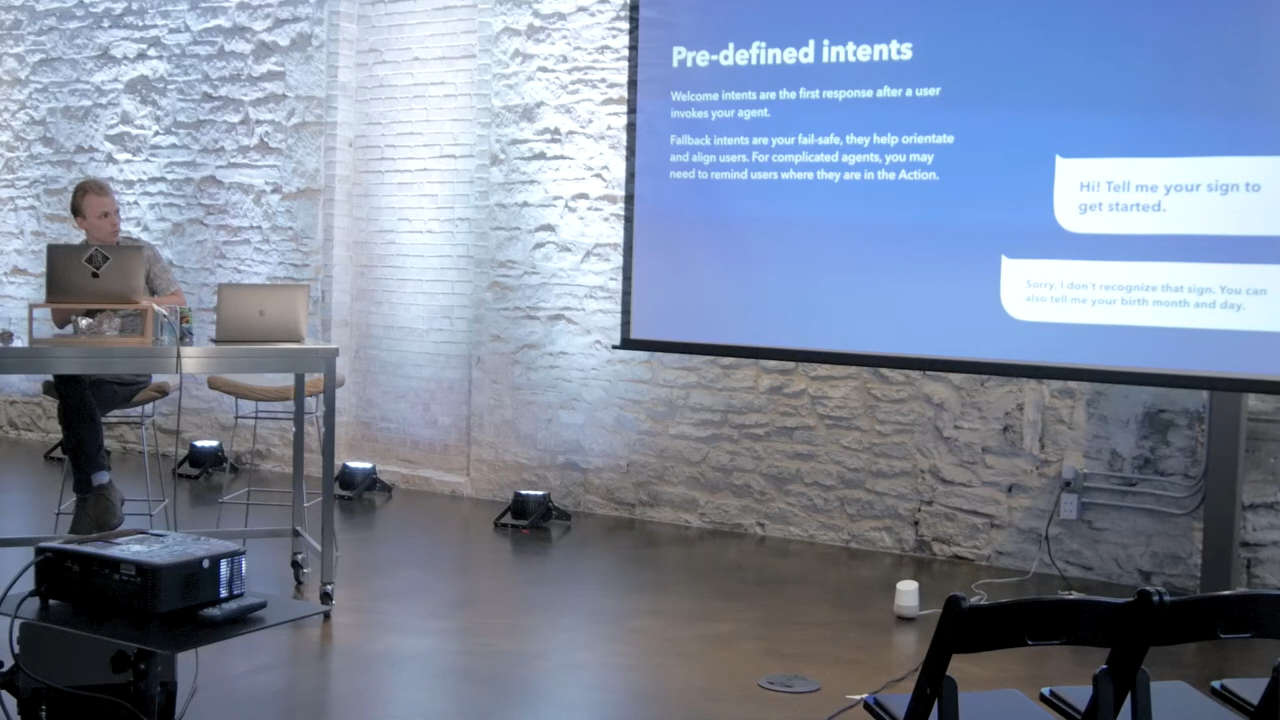 Pre-defined intents
Welcome intents are the first response after a user
invokes your agent.
Fallback intents are your fail-safe, they help orientate
and align users. For complicated agents, you may
need to remind users where they are in the Action.
Hi! Tell me your sign to
get started.
Sorry, I don't recognize that sign. You can
also tell me your birth month and day.